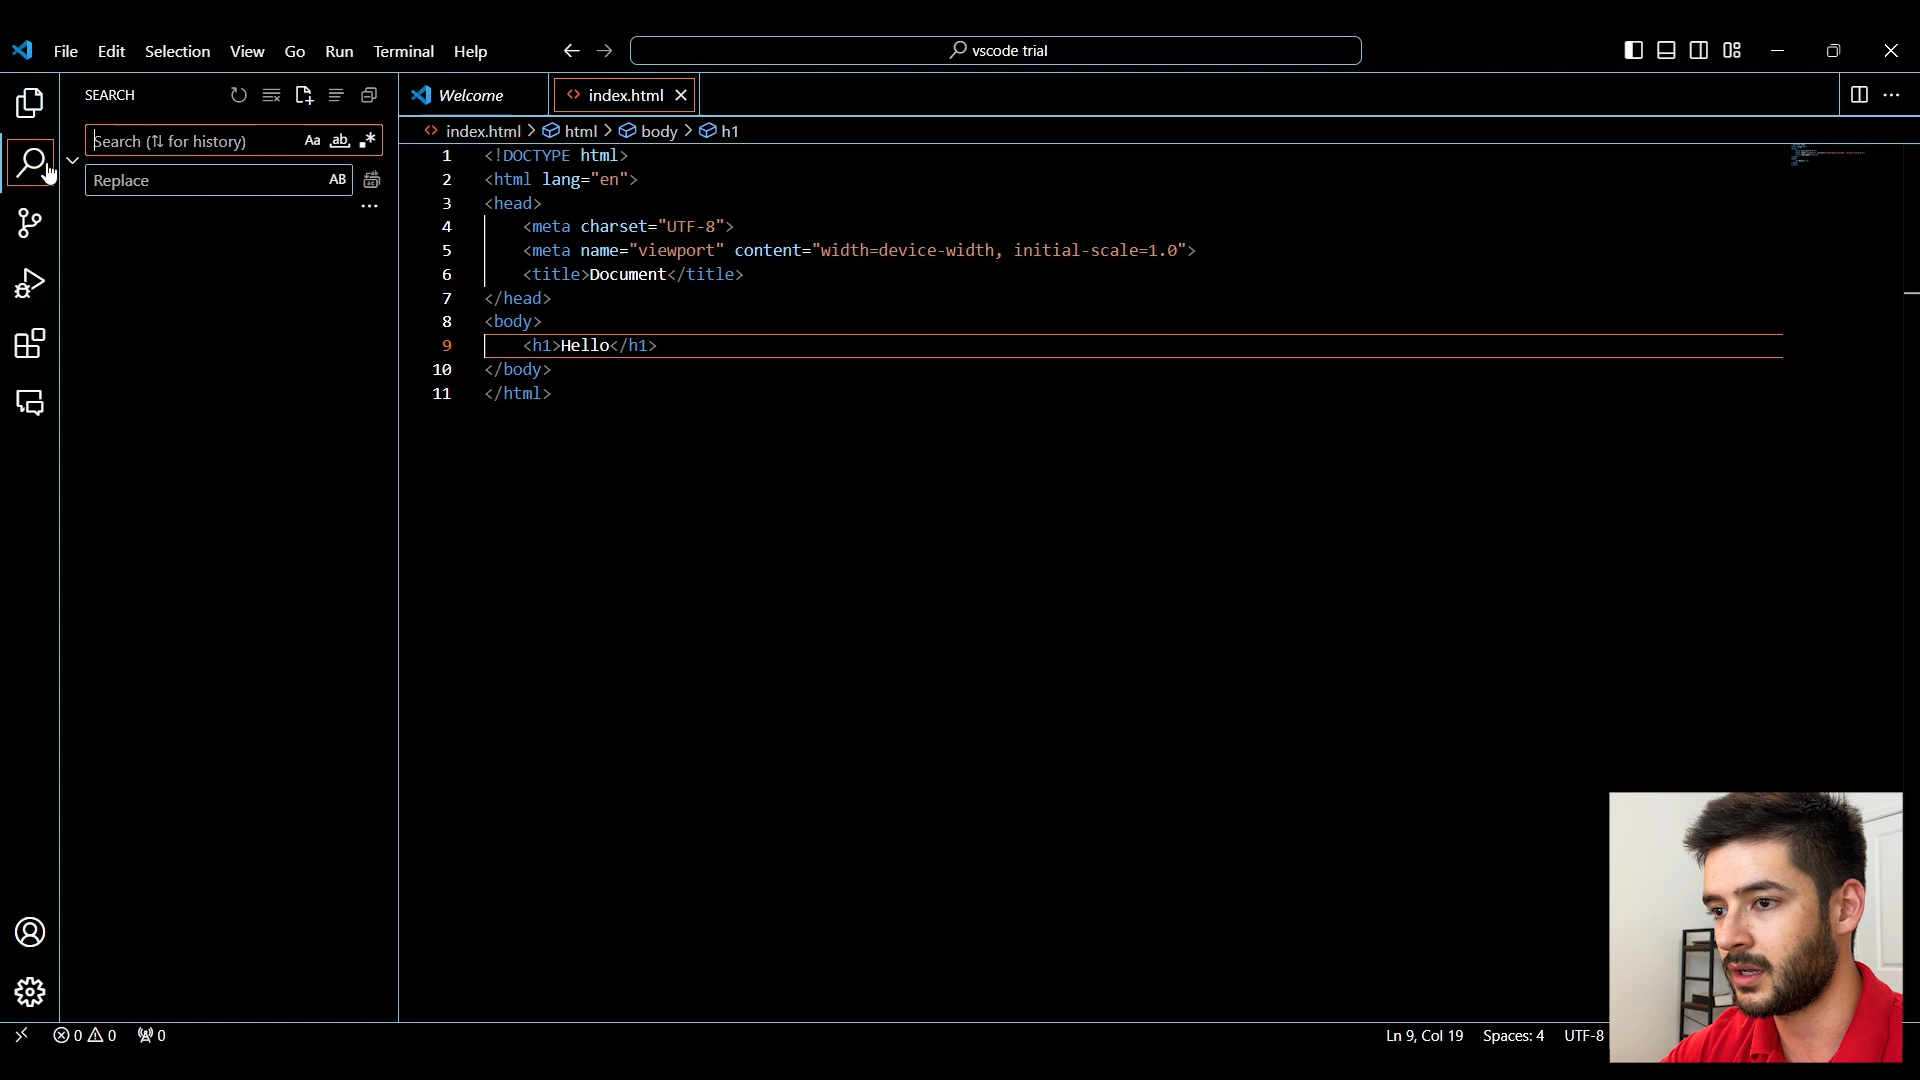 File Edit Selection View Go Run Terminal Help
vscode trial
SEARCH
Search (⇅ for history) Aa ab .*
Replace AB
...
Welcome
index.html
index.html > html > body > h1
1 <!DOCTYPE html>
2 <html lang="en">
3 <head>
4 <meta charset="UTF-8">
5 <meta name="viewport" content="width=device-width, initial-scale=1.0">
6 <title>Document</title>
7 </head>
8 <body>
9 <h1>Hello</h1>
10 </body>
11 </html>
0 0 0
Ln 9, Col 19 Spaces: 4 UTF-8